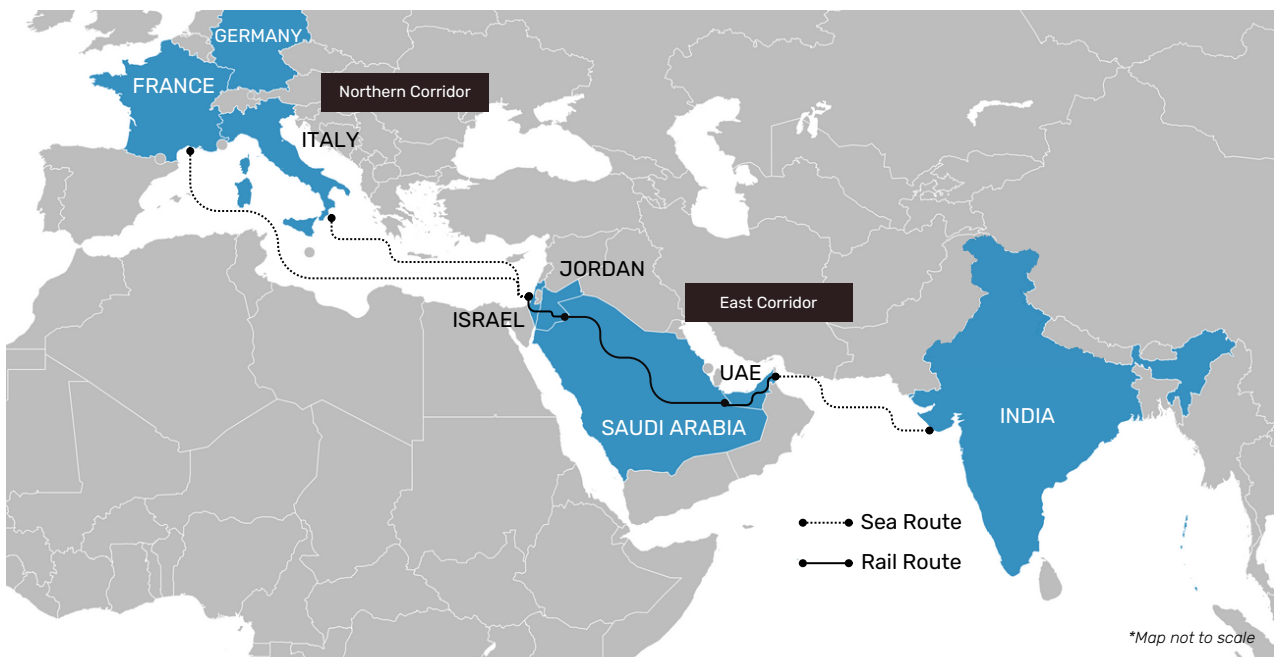 GERMANY
FRANCE
Northern Corridor
ITALY
JORDAN
East Corridor
ISRAEL
UAE
SAUDI ARABIA
INDIA
Sea Route
Rail Route
*Map not to scale